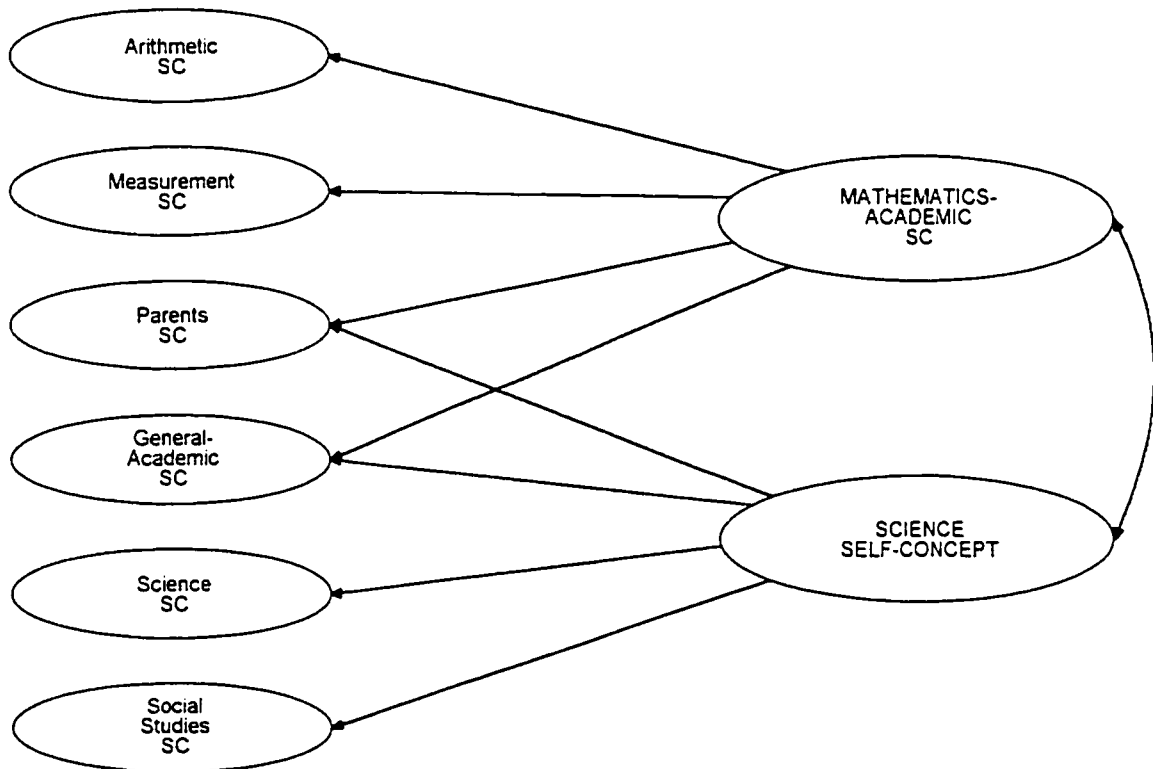 Arithmetic
SC
Measurement
SC
Parents
SC
General-
Academic
SC
Science
SC
Social
Studies
SC
MATHEMATICS-
ACADEMIC
SC
SCIENCE
SELF-CONCEPT